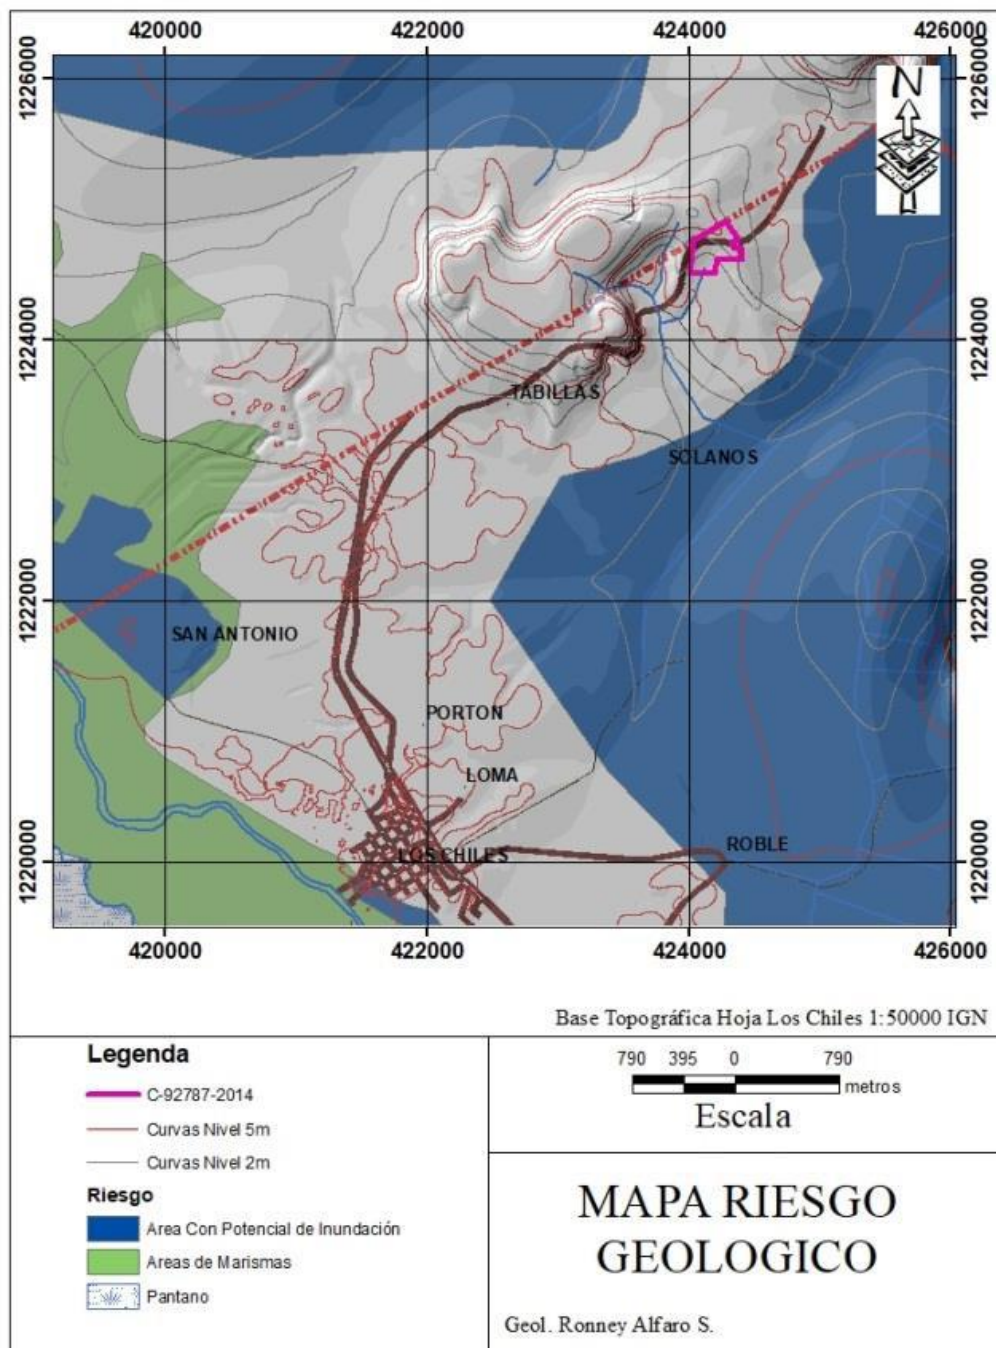 420000 422000 424000 426000
1226000
1226000
N
1224000
1224000
TABILLAS
SOLANOS
1222000
1222000
SAN ANTONIO
PORTON
LOMA
ROBLE
1220000
LOS CHILES
1220000
420000 422000 424000 426000
Base Topográfica Hoja Los Chiles 1:50000 IGN
Legenda
C-92787-2014
Curvas Nivel 5m
Curvas Nivel 2m
Riesgo
Area Con Potencial de Inundación
Areas de Marismas
Pantano
790 395 0 790
metros
Escala
MAPA RIESGO
GEOLOGICO
Geol. Ronney Alfaro S.